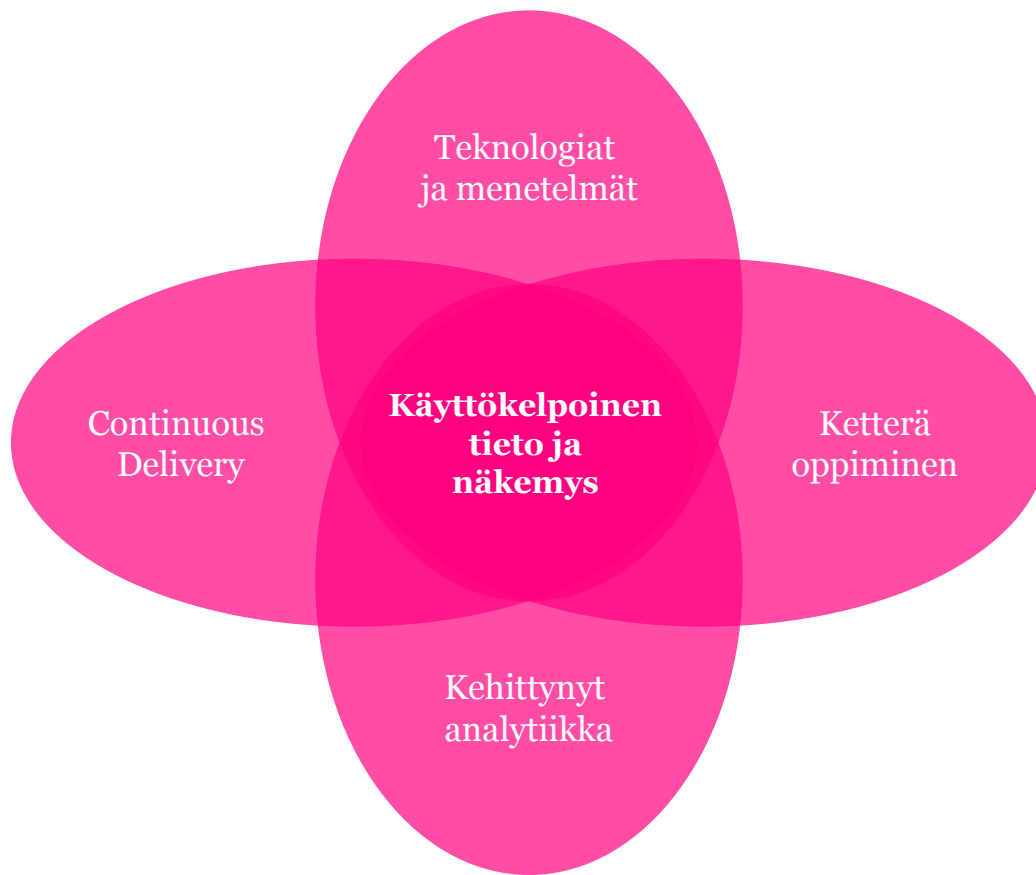 Teknologiat
ja menetelmät
Continuous
Delivery
Käyttökelpoinen
tieto ja
näkemys
Ketterä
oppiminen
Kehittynyt
analytiikka